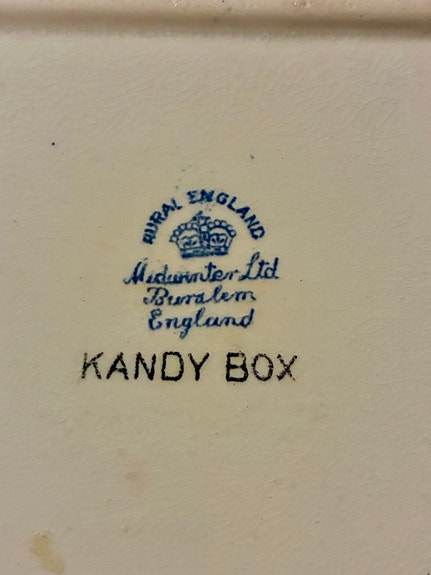 RURAL ENGLAND
Midwinter Ltd
Burslem
England
KANDY BOX